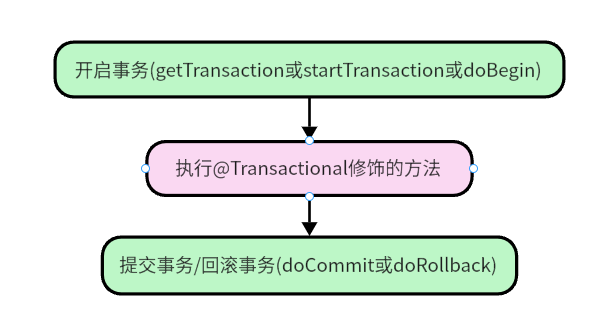 开启事务(getTransaction或startTransaction或doBegin)
执行@Transactional修饰的方法
提交事务/回滚事务(doCommit或doRollback)